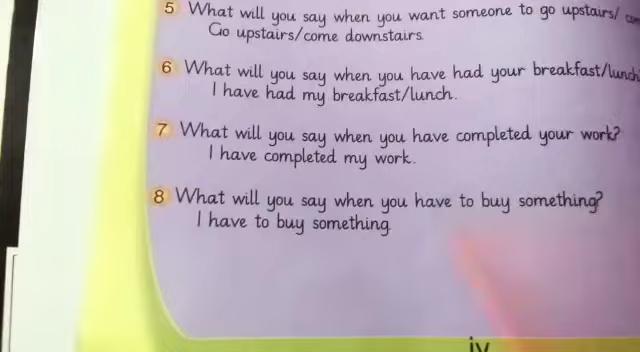 5 What will you say when you want someone to go upstairs/
Go upstairs/come downstairs.
6 What will you say when you have had your breakfast/lunch
I have had my breakfast/lunch.
7 What will you say when you have completed your work?
I have completed my work.
8 What will you say when you have to buy something?
I have to buy something.
iv